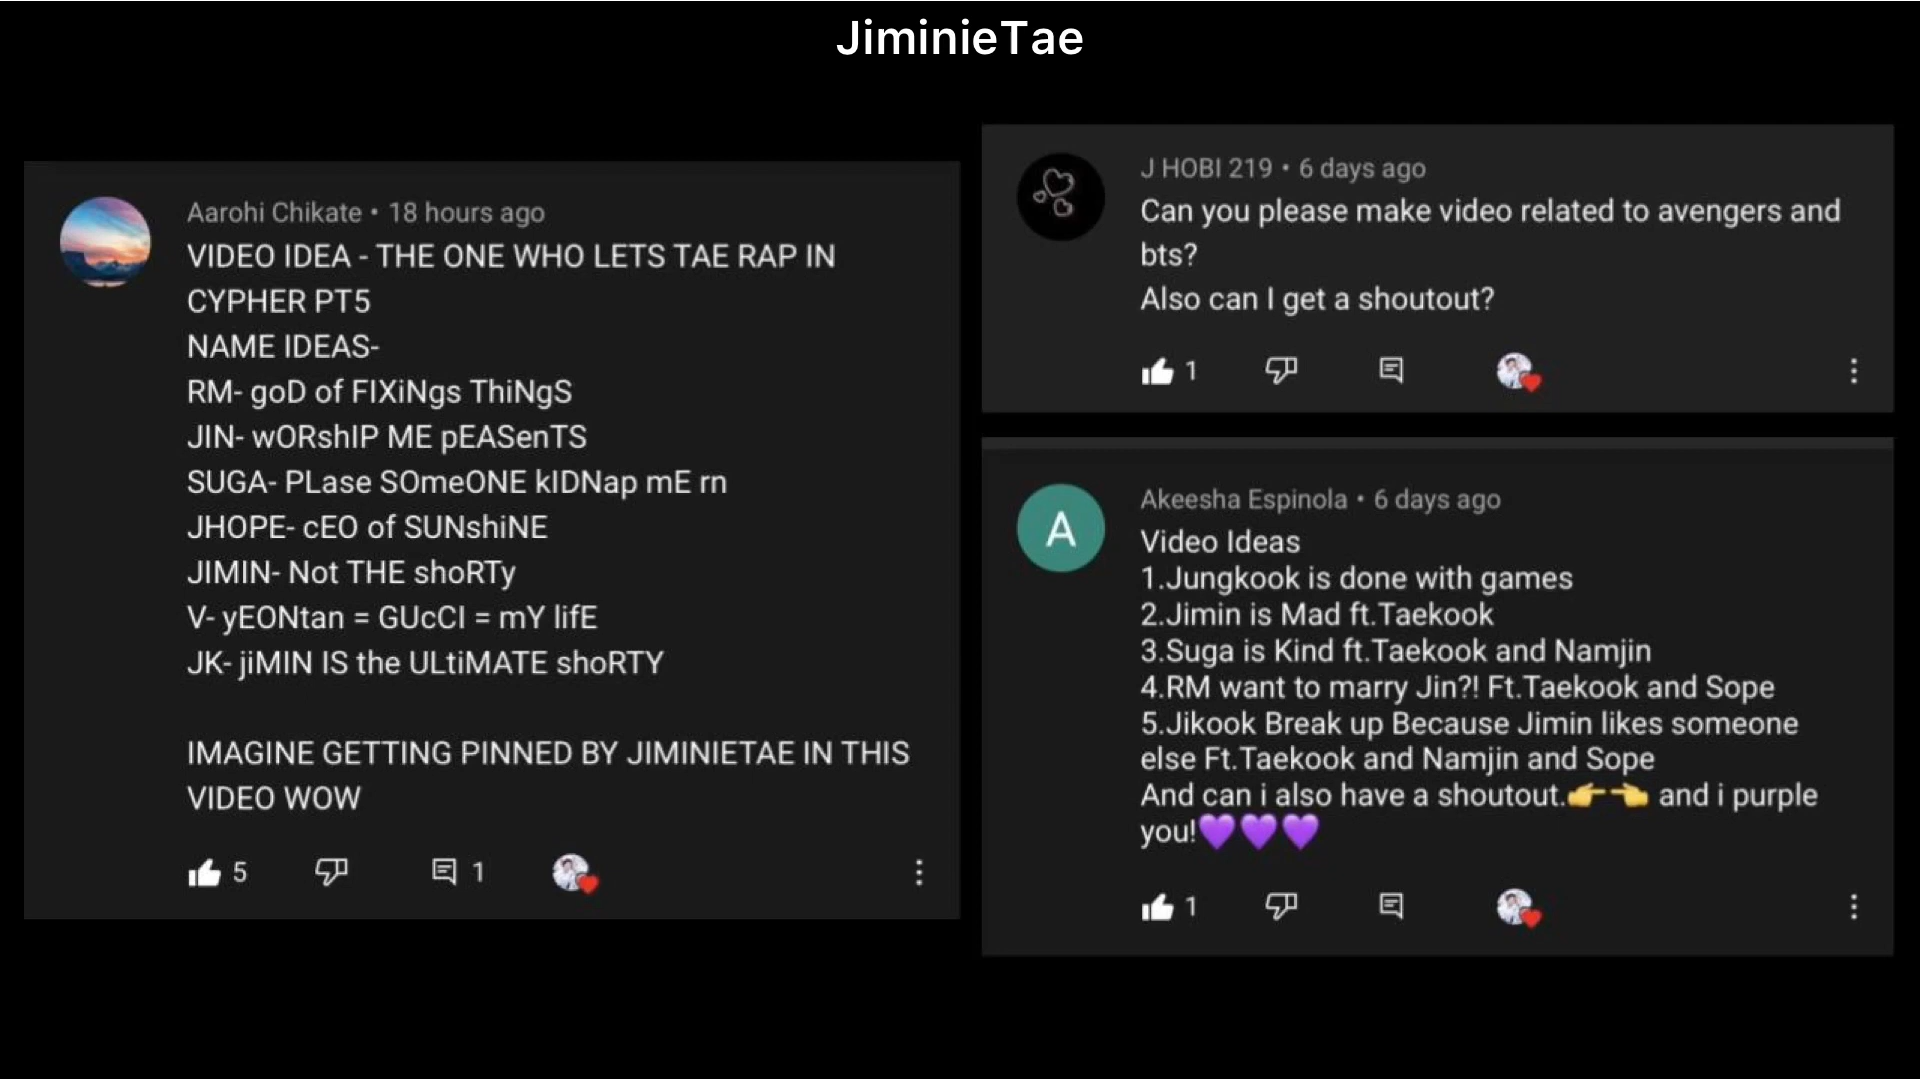 JiminieTae
Aarohi Chikate • 18 hours ago
VIDEO IDEA - THE ONE WHO LETS TAE RAP IN
CYPHER PT5
NAME IDEAS-
RM- goD of FIXiNgs ThiNgS
JIN- wORshIP ME pEASenTS
SUGA- PLase SOmeONE kIDNap mE rn
JHOPE- cEO of SUNshiNE
JIMIN- Not THE shoRTy
V- yEONtan = GUcCI = mY lifE
JK- jiMIN IS the ULtiMATE shoRTY
IMAGINE GETTING PINNED BY JIMINIETAE IN THIS
VIDEO WOW
5 1
J HOBI 219 • 6 days ago
Can you please make video related to avengers and
bts?
Also can I get a shoutout?
1
A
Akeesha Espinola • 6 days ago
Video Ideas
1.Jungkook is done with games
2.Jimin is Mad ft.Taekook
3.Suga is Kind ft.Taekook and Namjin
4.RM want to marry Jin?! Ft.Taekook and Sope
5.Jikook Break up Because Jimin likes someone
else Ft.Taekook and Namjin and Sope
And can i also have a shoutout.👉👈 and i purple
you!💜💜💜
1